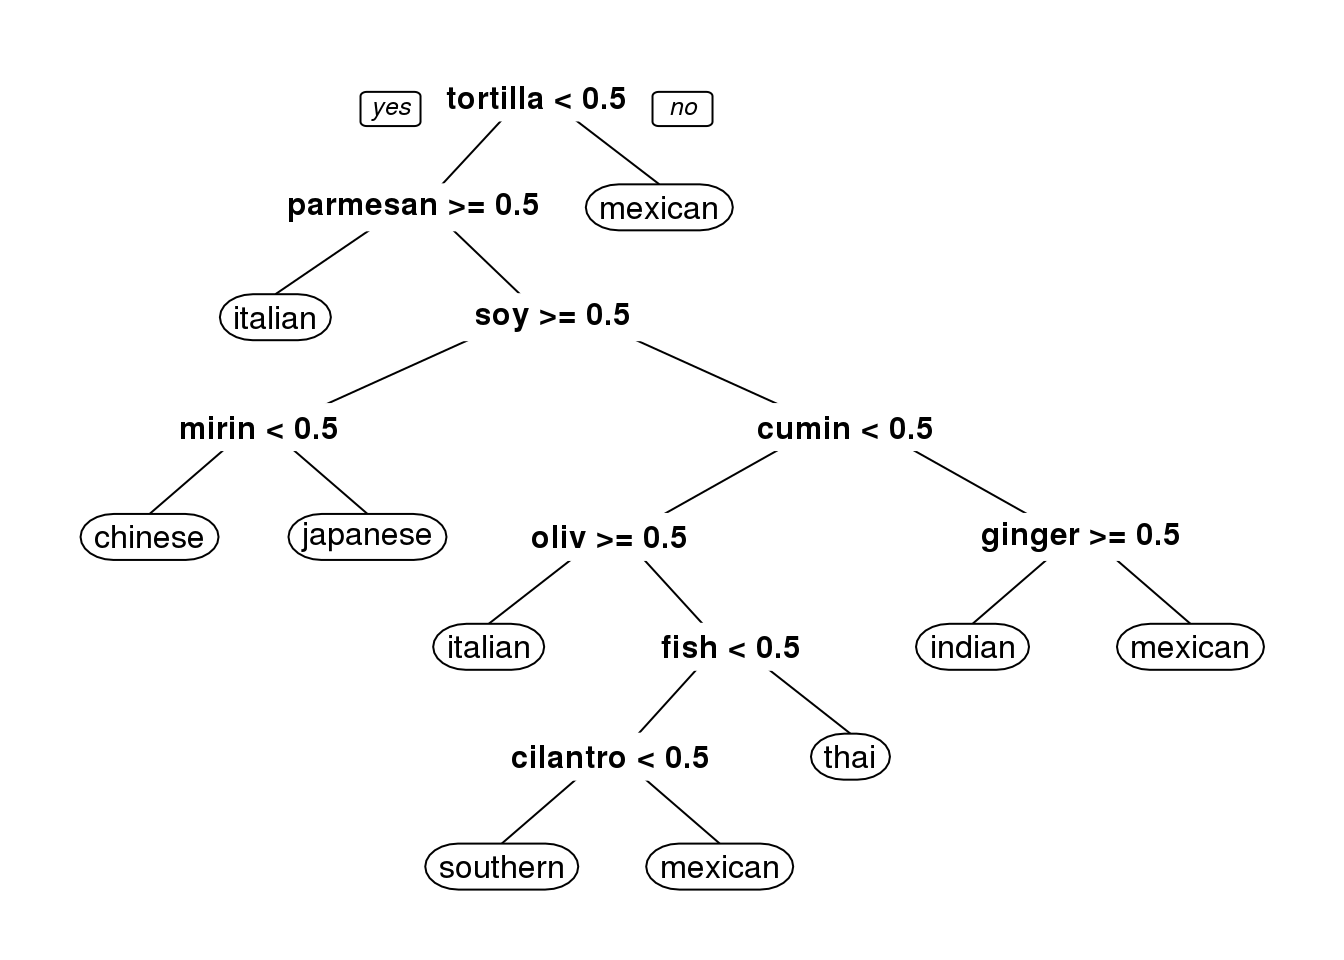 yes tortilla < 0.5 no
parmesan >= 0.5 mexican
italian soy >= 0.5
mirin < 0.5 cumin < 0.5
chinese japanese oliv >= 0.5 ginger >= 0.5
italian fish < 0.5 indian mexican
cilantro < 0.5 thai
southern mexican